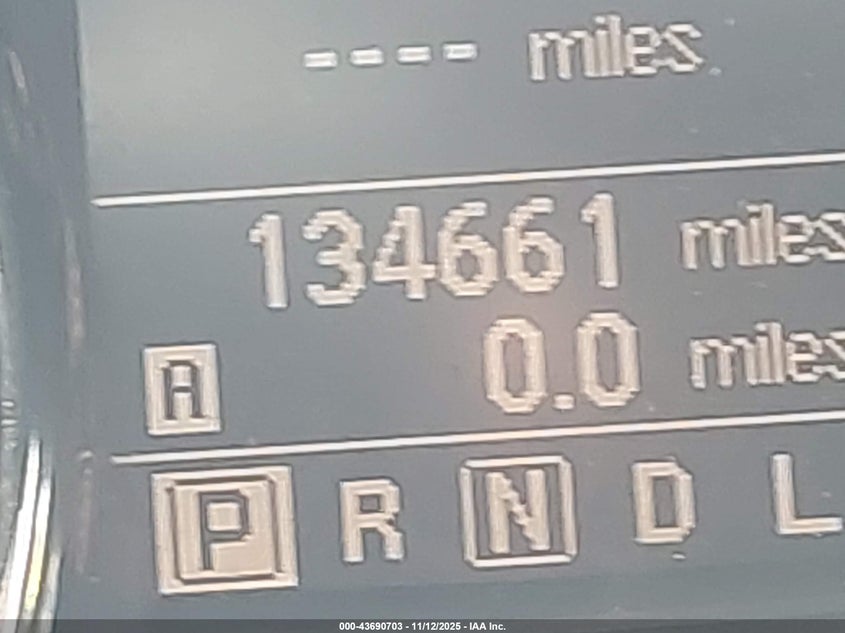 ---- miles
134661 miles
A 0.0 miles
P R N D L
000-43690703 - 11/12/2025 - IAA Inc.